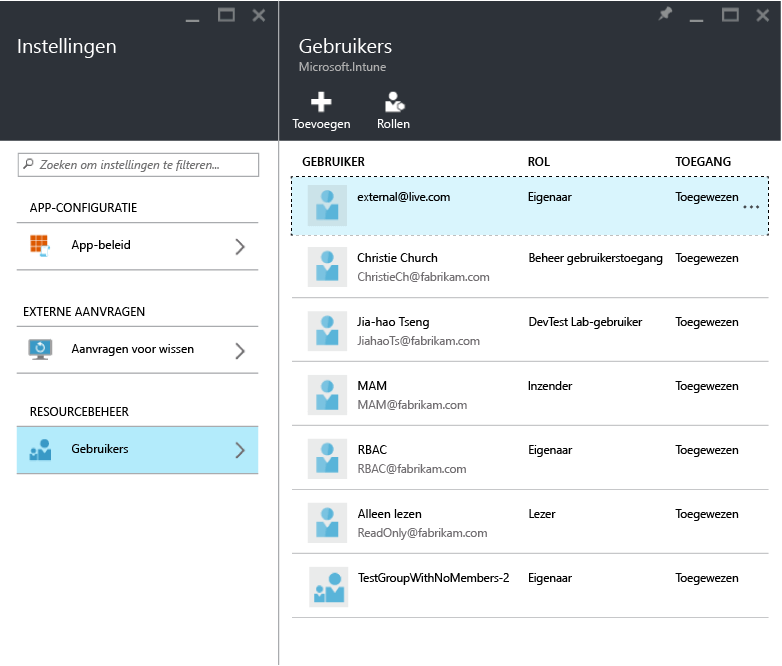 Instellingen
Zoeken om instellingen te filteren...
APP-CONFIGURATIE
App-beleid
EXTERNE AANVRAGEN
Aanvragen voor wissen
RESOURCEBEHEER
Gebruikers
Gebruikers
Microsoft.Intune
Toevoegen Rollen
GEBRUIKER ROL TOEGANG
external@live.com Eigenaar Toegewezen ...
Christie Church Beheer gebruikerstoegang Toegewezen
ChristieCh@fabrikam.com
Jia-hao Tseng DevTest Lab-gebruiker Toegewezen
JiahaoTs@fabrikam.com
MAM Inzender Toegewezen
MAM@fabrikam.com
RBAC Eigenaar Toegewezen
RBAC@fabrikam.com
Alleen lezen Lezer Toegewezen
ReadOnly@fabrikam.com
TestGroupWithNoMembers-2 Eigenaar Toegewezen